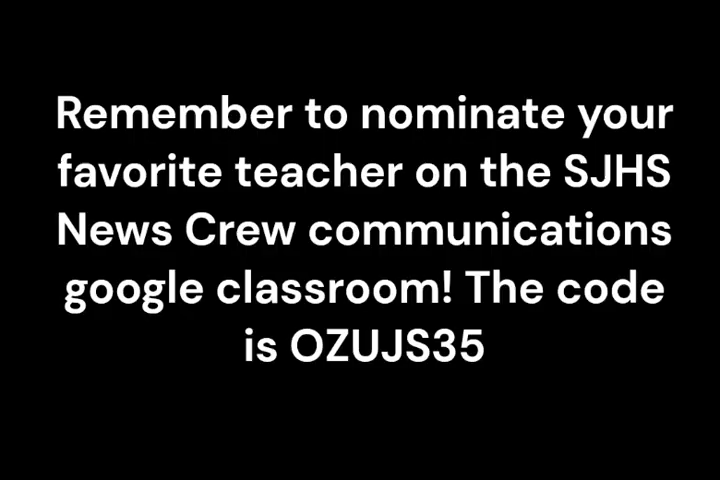 Remember to nominate your
favorite teacher on the SJHS
News Crew communications
google classroom! The code
is OZUJS35